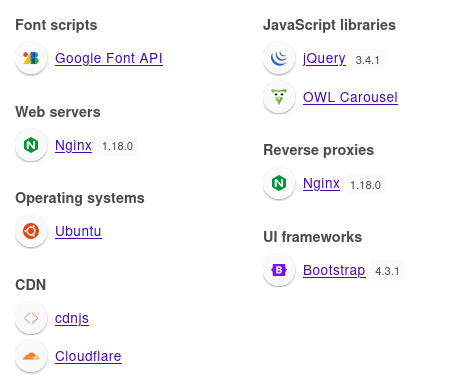 Font scripts
Google Font API
Web servers
Nginx 1.18.0
Operating systems
Ubuntu
CDN
cdnjs
Cloudflare
JavaScript libraries
jQuery 3.4.1
OWL Carousel
Reverse proxies
Nginx 1.18.0
UI frameworks
Bootstrap 4.3.1